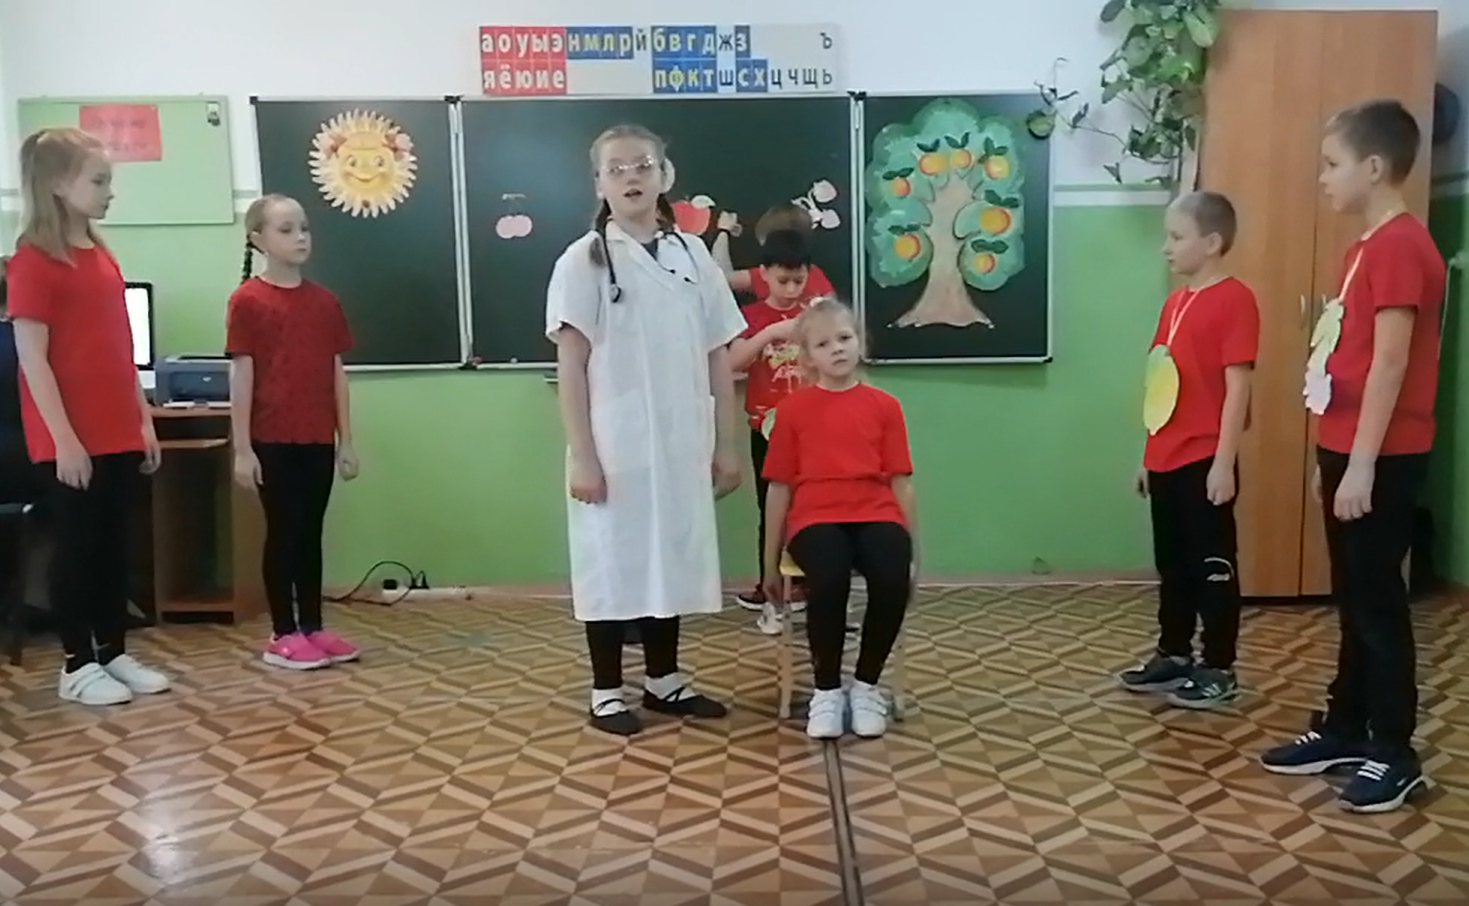 аоуыэнмлрйбвгджз ъ
яёюие пфктшсхцчщь